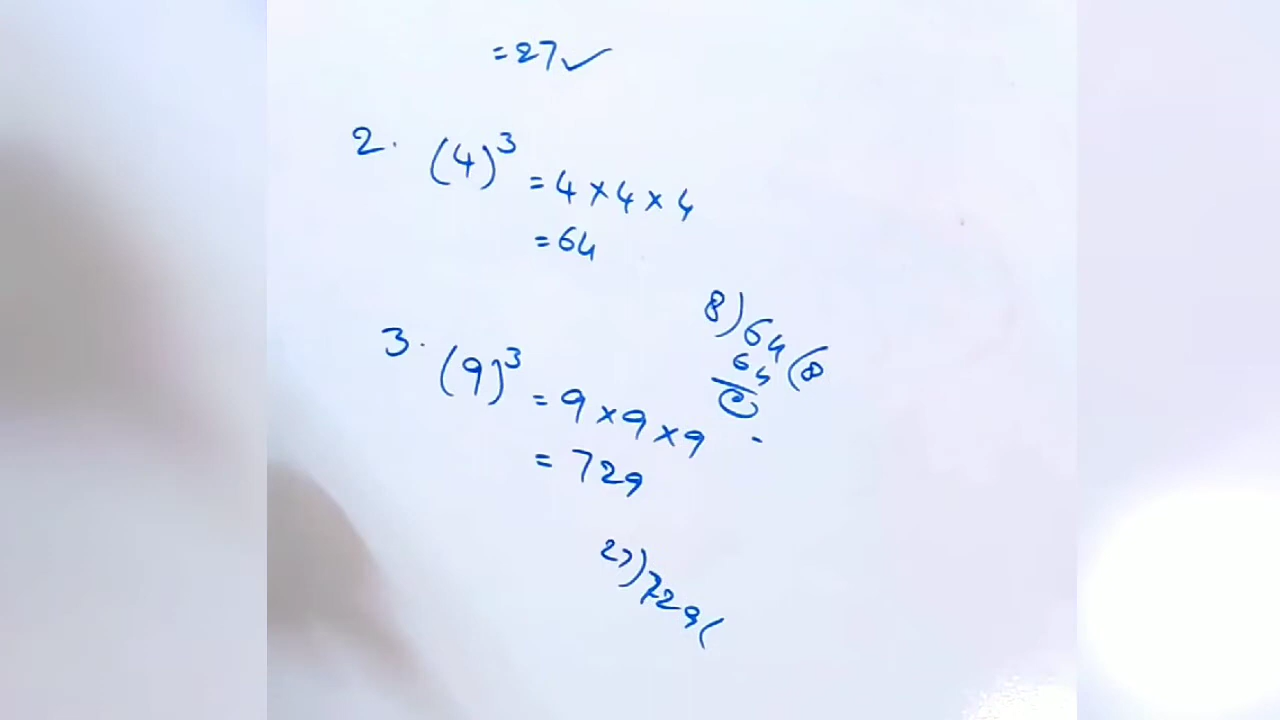 = 27 ✓
2. (4)³ = 4 × 4 × 4
= 64
8)64(8
64
0
3. (9)³ = 9 × 9 × 9
= 729
27)729(